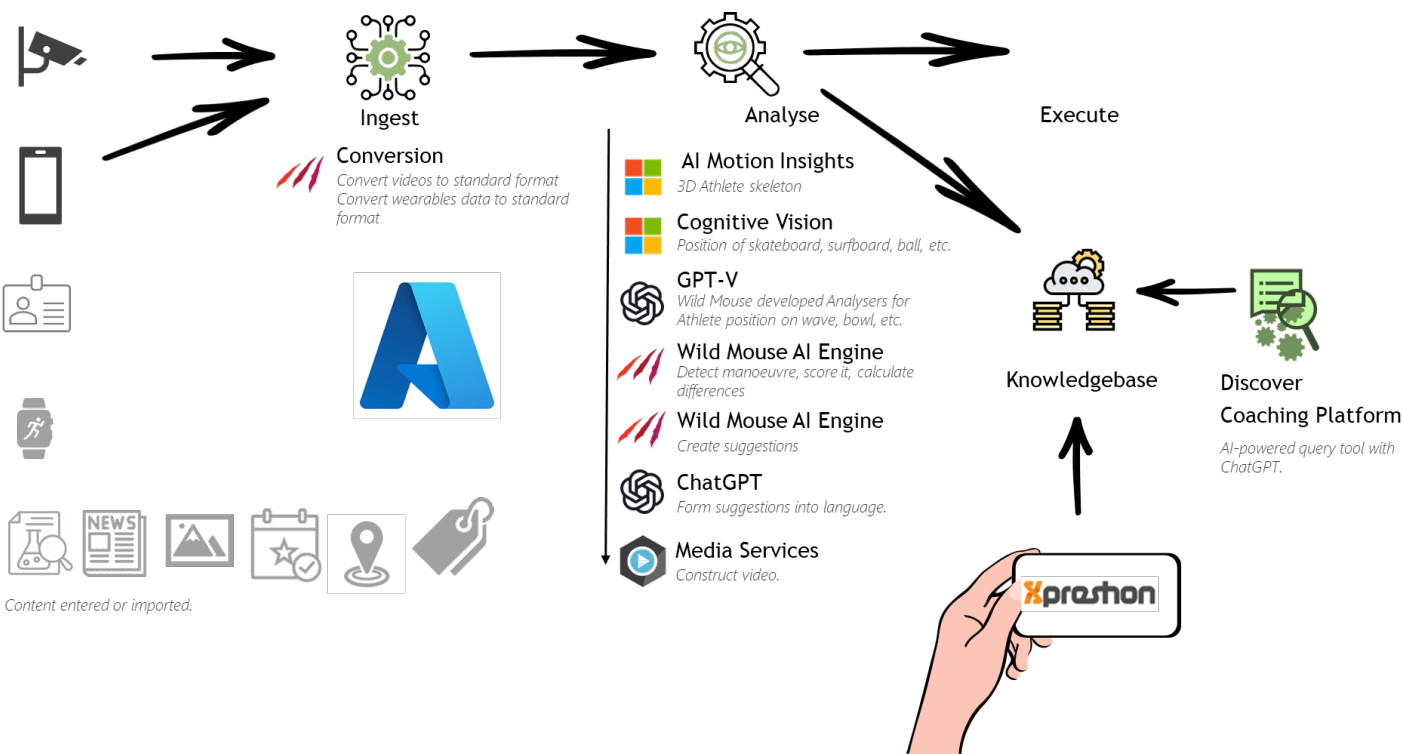 Ingest
Analyse
Execute
Conversion
Convert videos to standard format
Convert wearables data to standard
format
AI Motion Insights
3D Athlete skeleton
Cognitive Vision
Position of skateboard, surfboard, ball, etc.
GPT-V
Wild Mouse developed Analysers for
Athlete position on wave, bowl, etc.
Wild Mouse AI Engine
Detect manoeuvre, score it, calculate
differences
Wild Mouse AI Engine
Create suggestions
ChatGPT
Form suggestions into language.
Media Services
Construct video.
Knowledgebase
Discover
Coaching Platform
AI-powered query tool with
ChatGPT.
NEWS
Content entered or imported.
Xpreshon